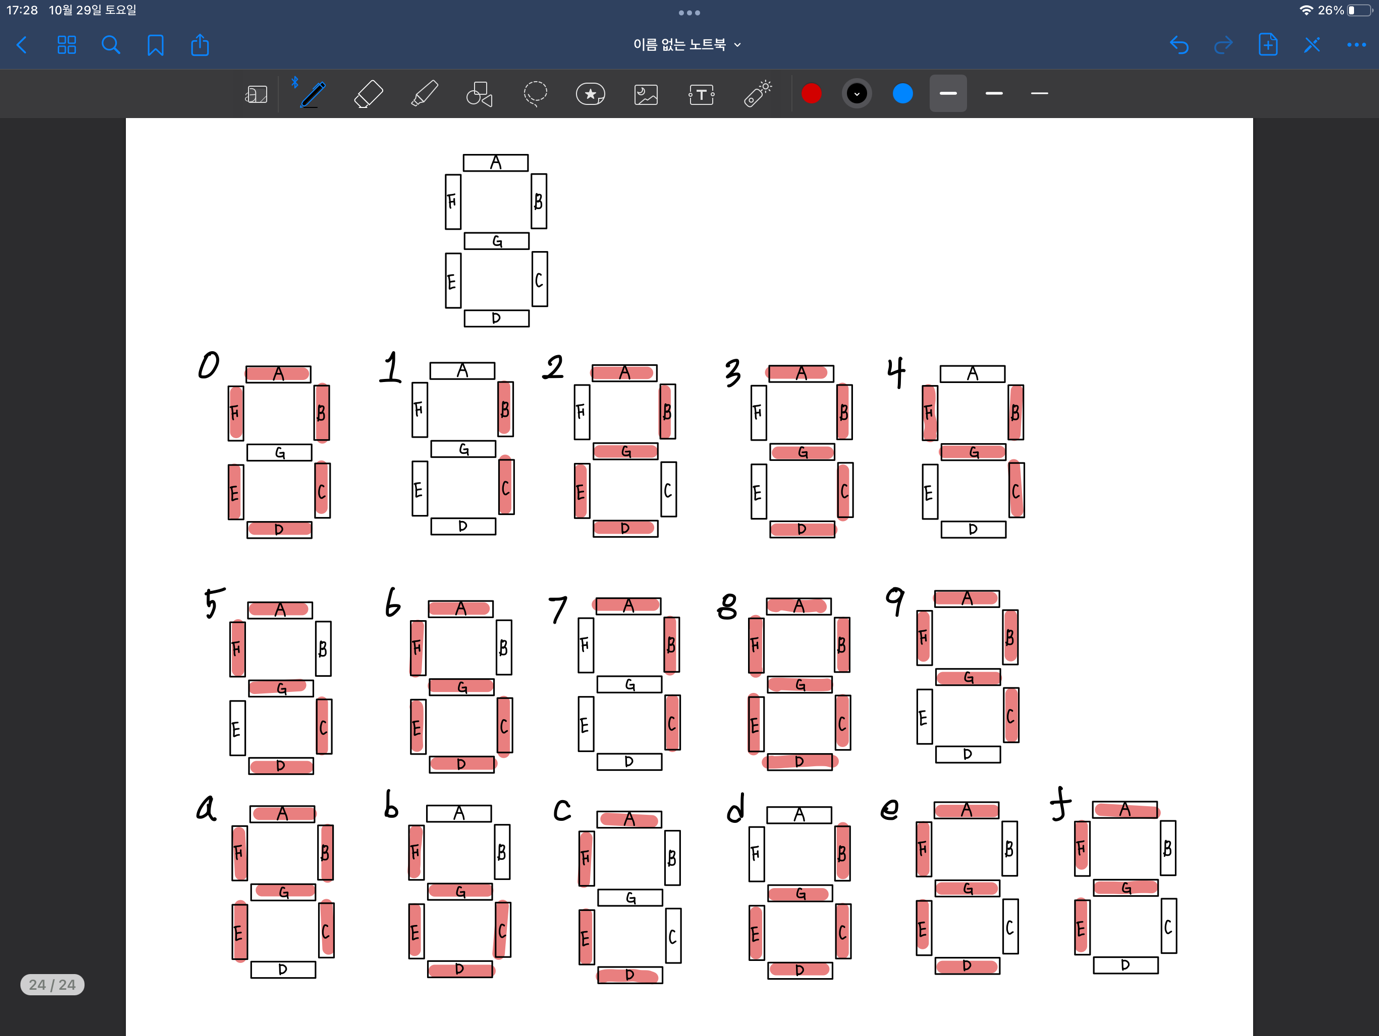 17:28 10월 29일 토요일
26%
이름 없는 노트북
T
A
F B
G
E C
D
0 1 2 3 4
A A A A A
F B F B F B F B F B
G G G G G
E C E C E C E C E C
D D D D D
5 6 7 8 9
A A A A A
F B F B F B F B F B
G G G G G
E C E C E C E C E C
D D D D D
a b c d e f
A A A A A A
F B F B F B F B F B F B
G G G G G G
E C E C E C E C E C E C
D D D D D D
24 / 24